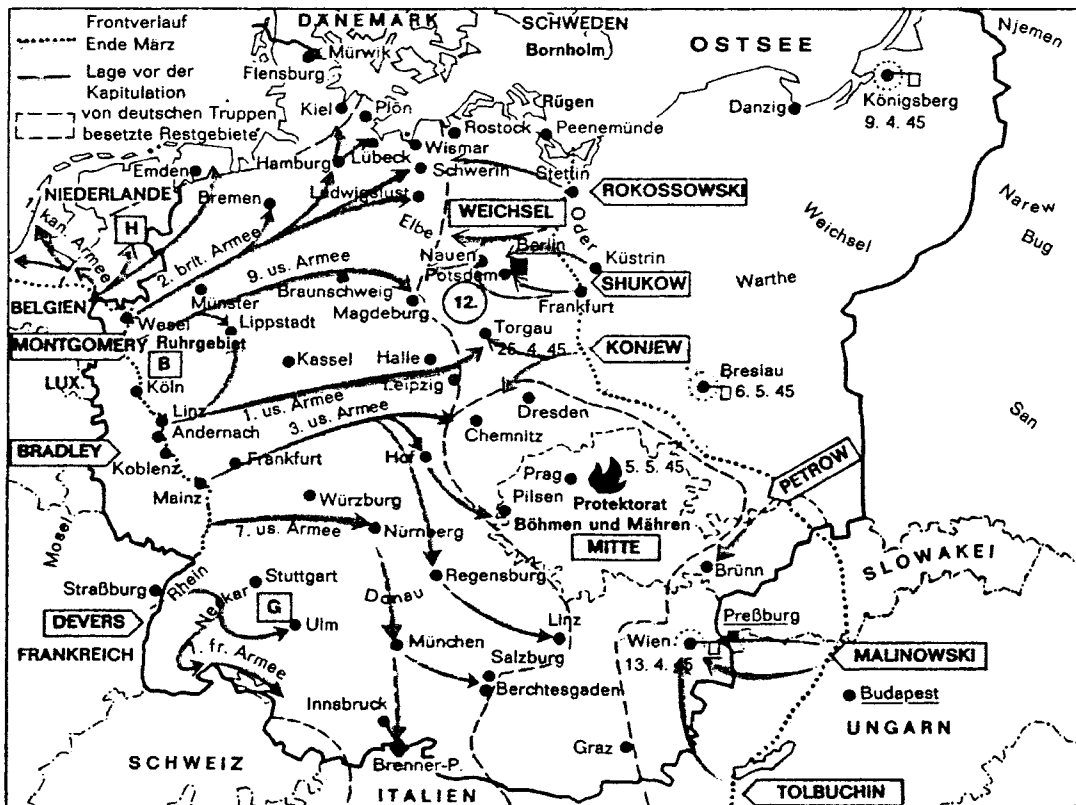 Frontverlauf
Ende März
Lage vor der
Kapitulation
von deutschen Truppen
besetzte Restgebiete
DÄNEMARK
Mürwik
Flensburg
SCHWEDEN
Bornholm
OSTSEE
Njemen
Kiel
Plön
Rügen
Danzig
Königsberg
9. 4. 45
Rostock
Peenemünde
Wismar
Hamburg
Lübeck
Schwerin
Stettin
Emden
NIEDERLANDE
Bremen
Ludwigslust
ROKOSSOWSKI
Narew
Bug
Weichsel
1. kan. Armee
H
2. brit. Armee
Elbe
WEICHSEL
Oder
Berlin
Nauen
Potsdam
Küstrin
Warthe
SHUKOW
9. us. Armee
Münster
Braunschweig
Magdeburg
12.
Frankfurt
BELGIEN
Wesel
Lippstadt
MONTGOMERY
Ruhrgebiet
B
Torgau
25. 4. 45
KONJEW
Kassel
Halle
Leipzig
Breslau
6. 5. 45
LUX.
Köln
San
Linz
1. us. Armee
Andernach
3. us. Armee
Dresden
Chemnitz
BRADLEY
Koblenz
Frankfurt
Hof
Prag
5. 5. 45
PETROW
Mainz
Würzburg
Pilsen
Protektorat
Böhmen und Mähren
MITTE
Mosel
7. us. Armee
Nürnberg
Brünn
SLOWAKEI
Straßburg
Rhein
Stuttgart
Neckar
G
Donau
Regensburg
DEVERS
Ulm
Linz
Preßburg
Wien
13. 4. 45
FRANKREICH
1. fr. Armee
München
Salzburg
Berchtesgaden
MALINOWSKI
Budapest
Innsbruck
UNGARN
Graz
SCHWEIZ
Brenner-P.
ITALIEN
TOLBUCHIN